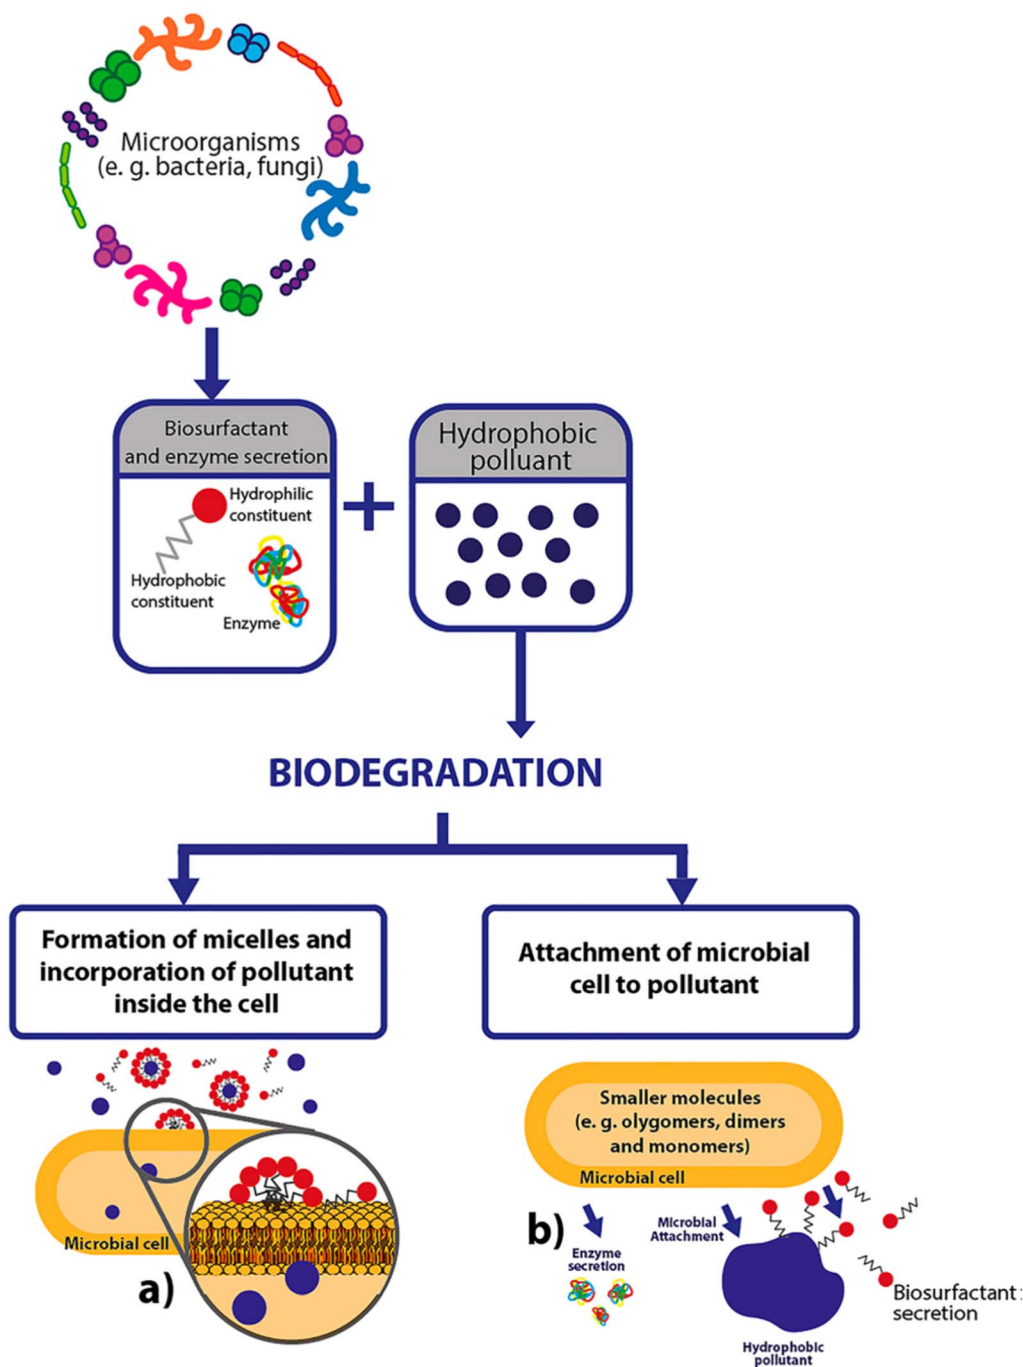 Microorganisms
(e. g. bacteria, fungi)
Biosurfactant
and enzyme secretion
Hydrophilic
constituent
Hydrophobic
constituent
Enzyme
Hydrophobic
polluant
BIODEGRADATION
Formation of micelles and
incorporation of pollutant
inside the cell
Attachment of microbial
cell to pollutant
Microbial cell
a)
Smaller molecules
(e. g. olygomers, dimers
and monomers)
Microbial cell
b)
Enzyme
secretion
Microbial
Attachment
Biosurfactant:
secretion
Hydrophobic
pollutant